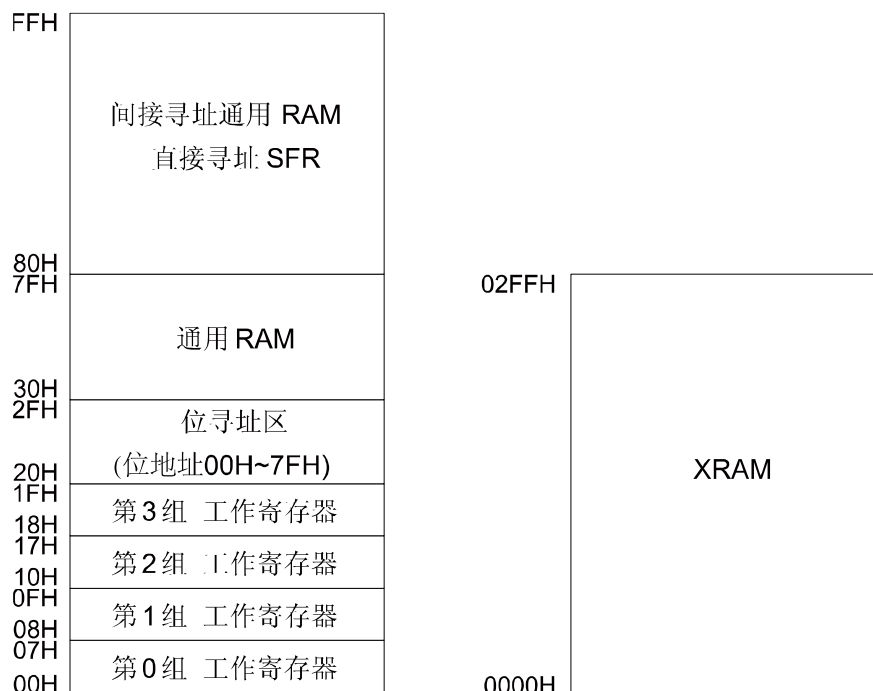 FFH
间接寻址通用 RAM
直接寻址 SFR
80H
7FH
通用 RAM
30H
2FH
位寻址区
(位地址00H~7FH)
20H
1FH
第3组 工作寄存器
18H
17H
第2组 工作寄存器
10H
0FH
第1组 工作寄存器
08H
07H
第0组 工作寄存器
00H
02FFH
XRAM
0000H